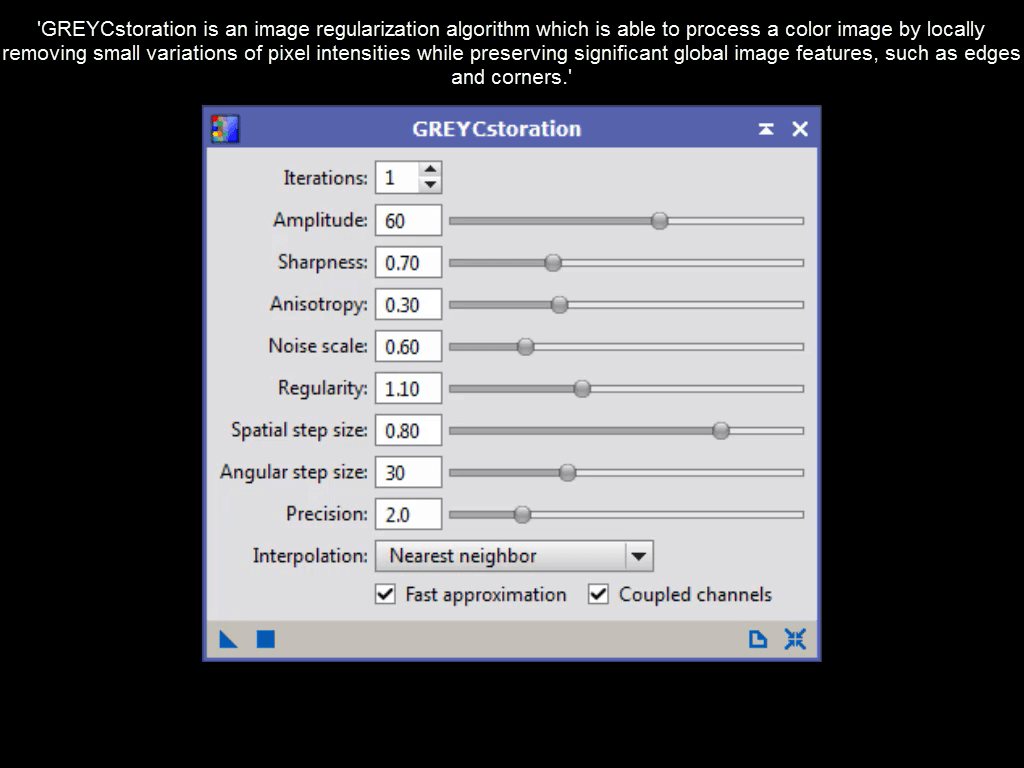 'GREYCstoration is an image regularization algorithm which is able to process a color image by locally
removing small variations of pixel intensities while preserving significant global image features, such as edges
and corners.'
GREYCstoration
Iterations: 1
Amplitude: 60
Sharpness: 0.70
Anisotropy: 0.30
Noise scale: 0.60
Regularity: 1.10
Spatial step size: 0.80
Angular step size: 30
Precision: 2.0
Interpolation: Nearest neighbor
Fast approximation Coupled channels